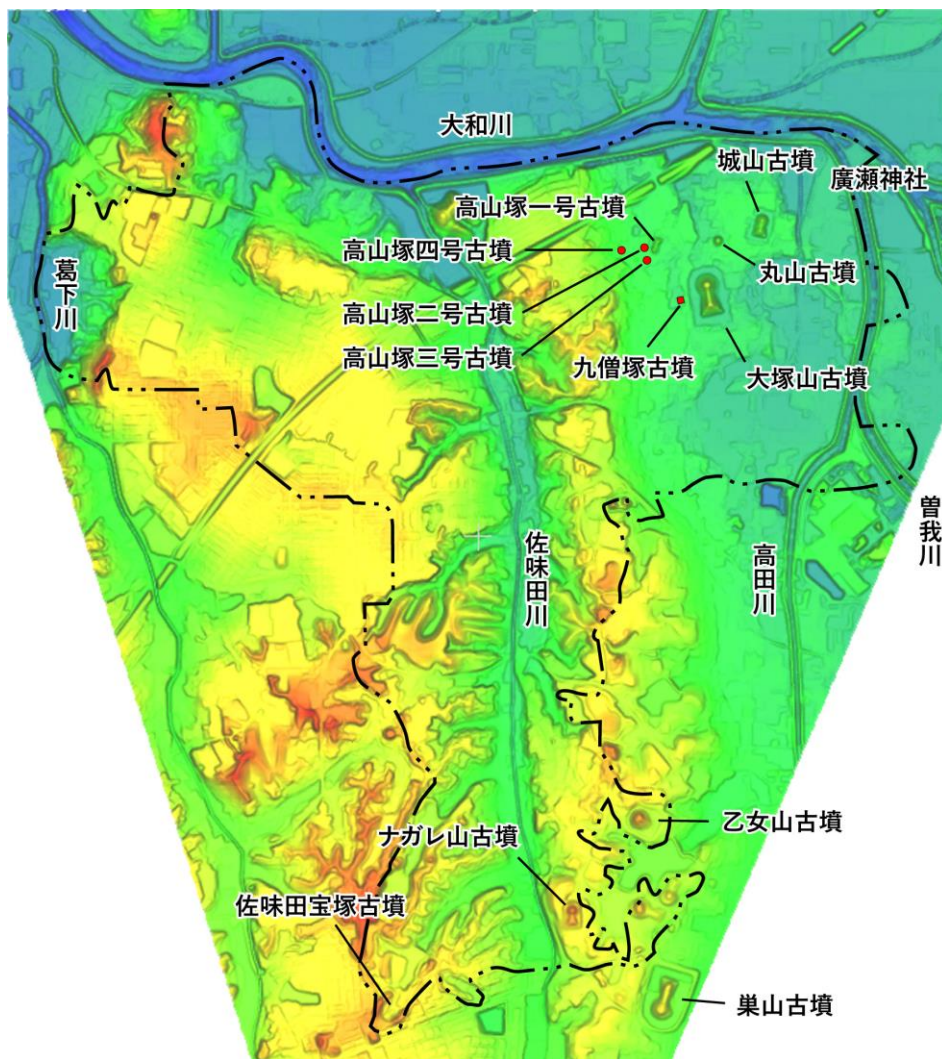 大和川
城山古墳
廣瀬神社
高山塚一号古墳
高山塚四号古墳
葛下川
丸山古墳
高山塚二号古墳
高山塚三号古墳
九僧塚古墳
大塚山古墳
曽我川
佐味田川
高田川
乙女山古墳
ナガレ山古墳
佐味田宝塚古墳
巣山古墳